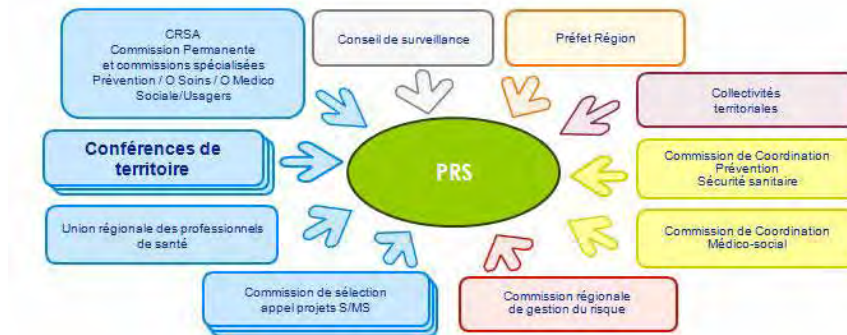 CRSA
Commission Permanente
et commissions spécialisées
Prévention / O Soins / O Medico
Sociale/Usagers
Conseil de surveillance
Préfet Région
Collectivités
territoriales
Conférences de
territoire
PRS
Commission de Coordination
Prévention
Sécurité sanitaire
Union régionale des professionnels
de santé
Commission de Coordination
Médico-social
Commission de sélection
appel projets S/MS
Commission régionale
de gestion du risque